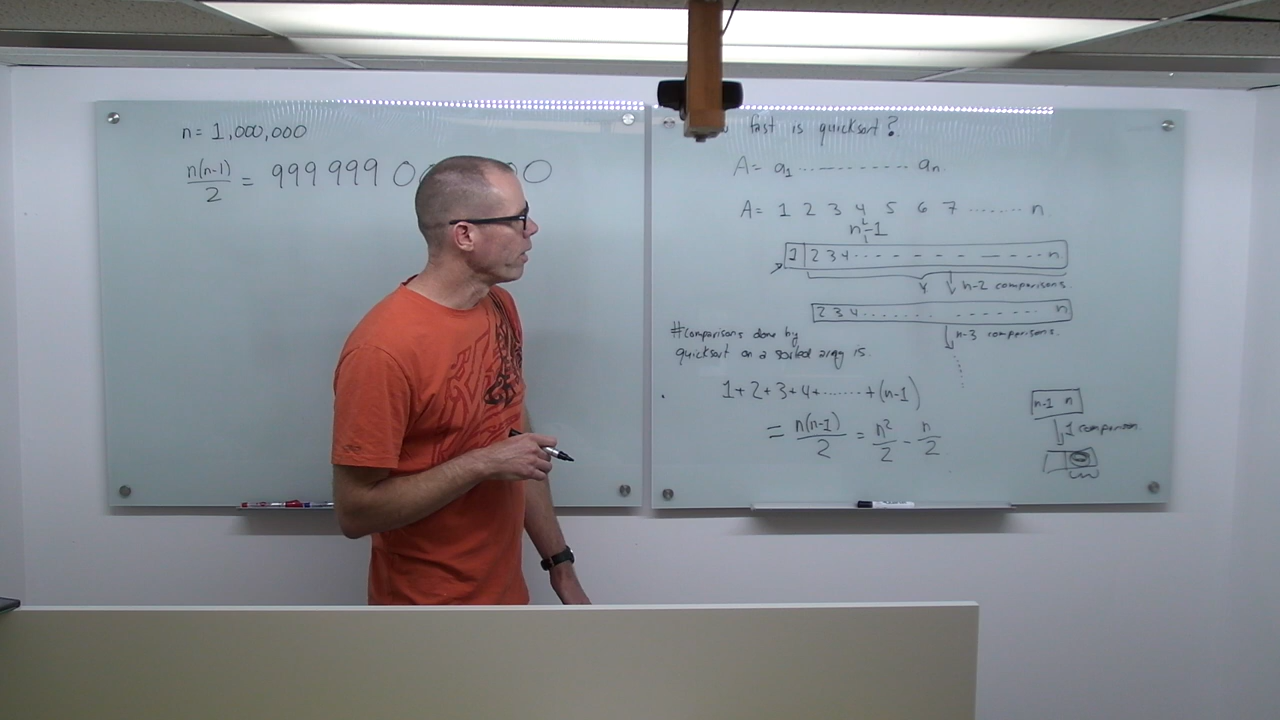 n = 1,000,000
n(n-1)/2 = 999 999 0
fast is quicksort?
A = a₁ ---------- aₙ
A = 1 2 3 4 5 6 7 ........ n
n-1
1 2 3 4 ........ - - - - n
n-2 comparisons.
2 3 4 ........ - - - - n
n-3 comparisons.
#comparisons done by
quicksort on a sorted array is.
1+2+3+4+.......+(n-1)
= n(n-1)/2 = n²/2 - n/2
n-1 n
1 comparison